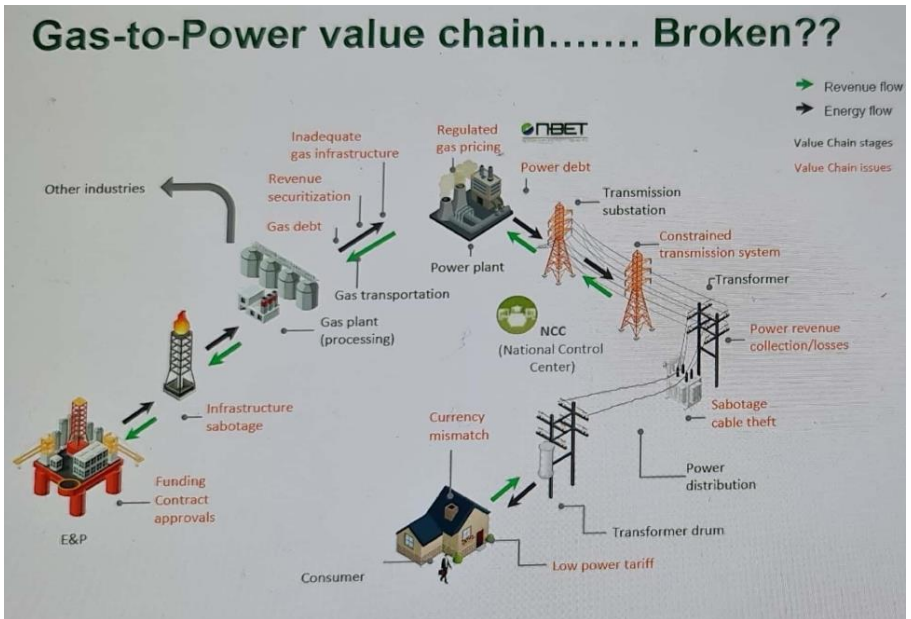 Gas-to-Power value chain....... Broken??
Revenue flow
Energy flow
Value Chain stages
Value Chain issues
Inadequate
gas infrastructure
Revenue
securitization
Gas debt
Regulated
gas pricing
NBET
Power debt
Other industries
Transmission
substation
Constrained
transmission system
Transformer
Power plant
Gas transportation
Gas plant
(processing)
NCC
(National Control
Center)
Power revenue
collection/losses
Infrastructure
sabotage
Currency
mismatch
Sabotage
cable theft
Funding
Contract
approvals
Power
distribution
E&P
Transformer drum
Low power tariff
Consumer